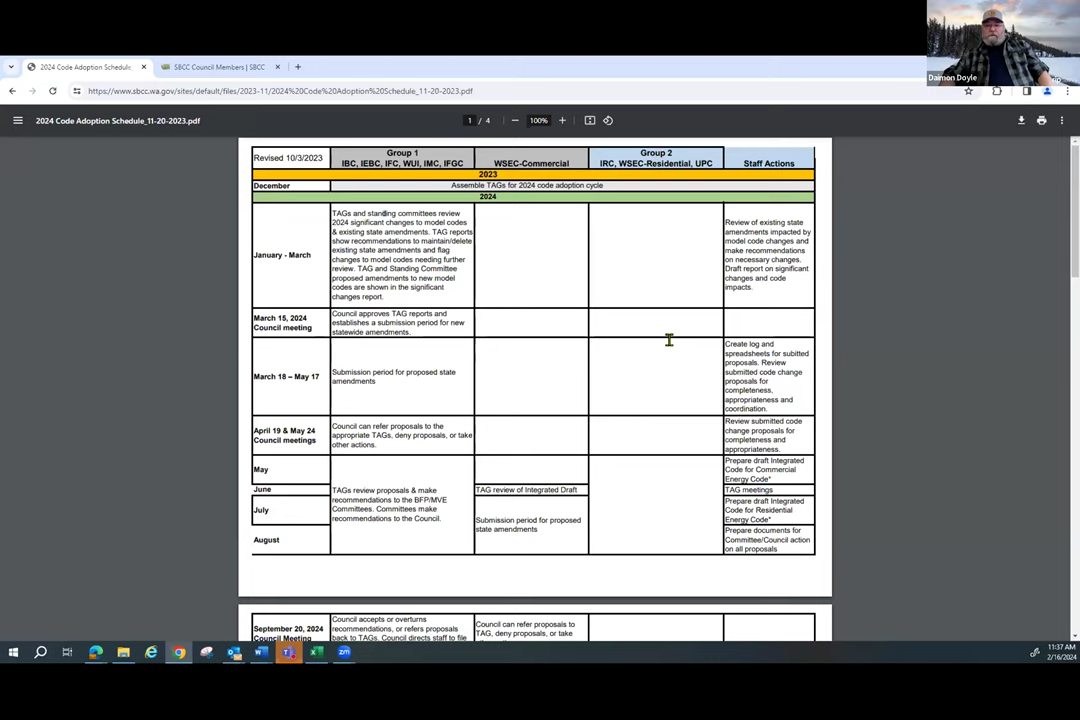 Daimon Doyle
2024 Code Adoption Schedule_
SBCC Council Members | SBCC
https://www.sbcc.wa.gov/sites/default/files/2023-11/2024%20Code%20Adoption%20Schedule_11-20-2023.pdf
2024 Code Adoption Schedule_11-20-2023.pdf
1 / 4
100%
Revised 10/3/2023
Group 1
IBC, IEBC, IFC, WUI, IMC, IFGC
WSEC-Commercial
Group 2
IRC, WSEC-Residential, UPC
Staff Actions
2023
December
Assemble TAGs for 2024 code adoption cycle
2024
January - March
TAGs and standing committees review
2024 significant changes to model codes
& existing state amendments. TAG reports
show recommendations to maintain/delete
existing state amendments and flag
changes to model codes needing further
review. TAG and Standing Committee
proposed amendments to new model
codes are shown in the significant
changes report.
Review of existing state
amendments impacted by
model code changes and
make recommendations
on necessary changes.
Draft report on significant
changes and code
impacts.
March 15, 2024
Council meeting
Council approves TAG reports and
establishes a submission period for new
statewide amendments.
March 18 – May 17
Submission period for proposed state
amendments
Create log and
spreadsheets for subitted
proposals. Review
submitted code change
proposals for
completeness,
appropriateness and
coordination.
April 19 & May 24
Council meetings
Council can refer proposals to the
appropriate TAGs, deny proposals, or take
other actions.
Review submitted code
change proposals for
completeness and
appropriateness.
May
Prepare draft Integrated
Code for Commercial
Energy Code*
June
TAGs review proposals & make
recommendations to the BFP/MVE
Committees. Committees make
recommendations to the Council.
TAG review of Integrated Draft
TAG meetings
July
Submission period for proposed
state amendments
Prepare draft Integrated
Code for Residential
Energy Code*
August
Prepare documents for
Committee/Council action
on all proposals
September 20, 2024
Council Meeting
Council accepts or overturns
recommendations, or refers proposals
back to TAGs. Council directs staff to file
Council can refer proposals to
TAG, deny proposals, or take
11:37 AM
2/16/2024